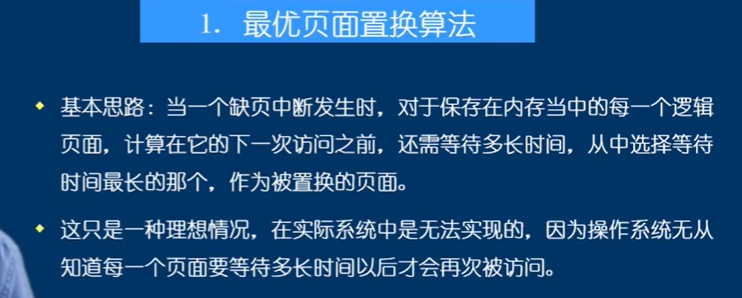 1. 最优页面置换算法
基本思路：当一个缺页中断发生时，对于保存在内存当中的每一个逻辑
页面，计算在它的下一次访问之前，还需等待多长时间，从中选择等待
时间最长的那个，作为被置换的页面。
这只是一种理想情况，在实际系统中是无法实现的，因为操作系统无从
知道每一个页面要等待多长时间以后才会再次被访问。